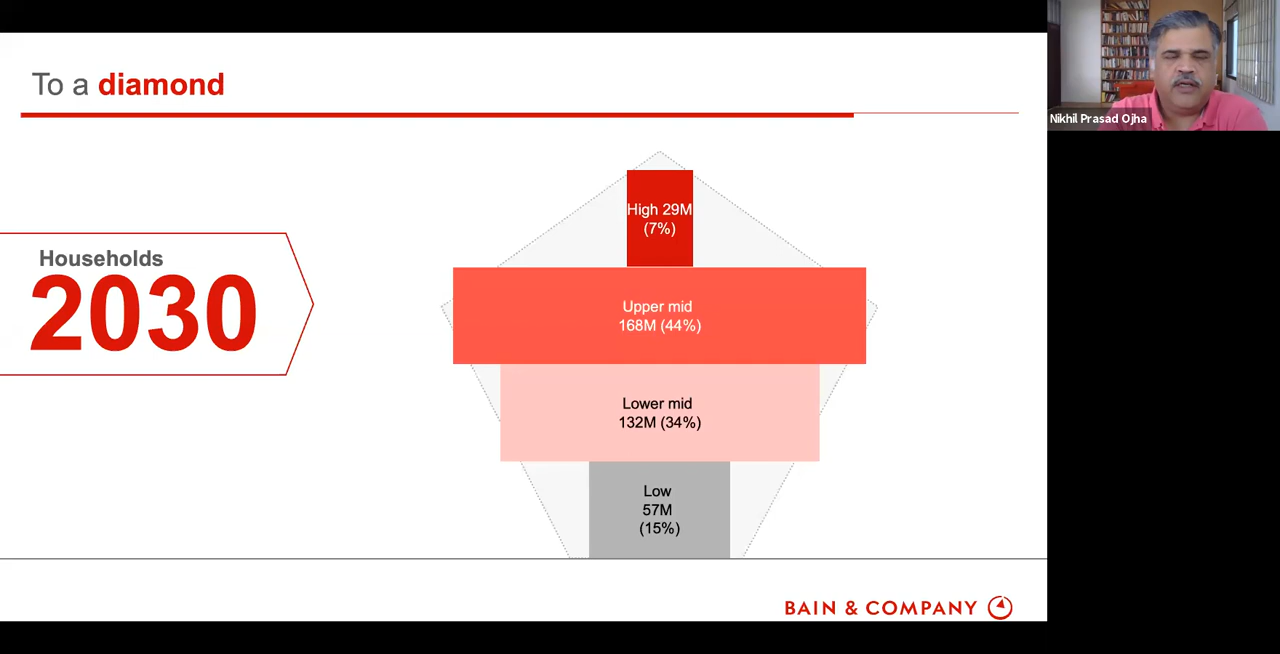 To a diamond
Households
2030
High 29M
(7%)
Upper mid
168M (44%)
Lower mid
132M (34%)
Low
57M
(15%)
BAIN & COMPANY
Nikhil Prasad Ojha